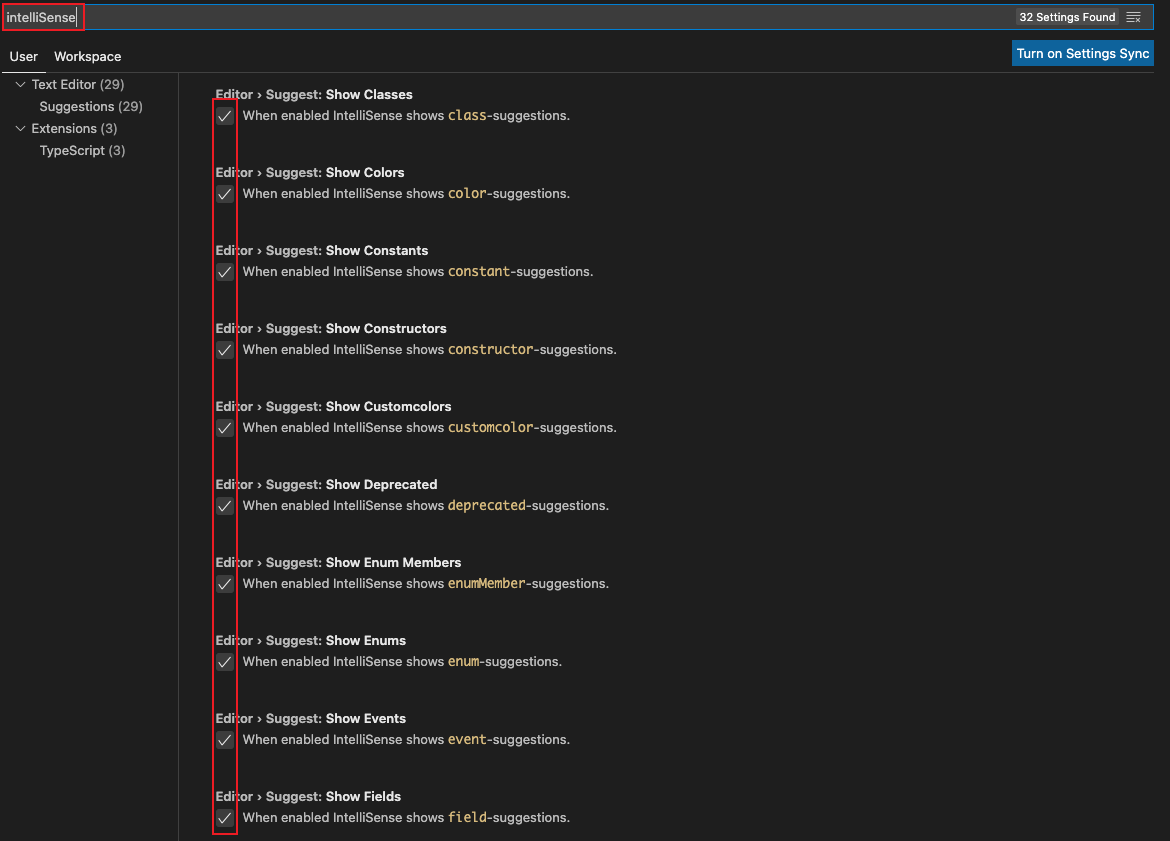 intelliSense
32 Settings Found
User Workspace
Turn on Settings Sync
Text Editor (29)
Suggestions (29)
Extensions (3)
TypeScript (3)
Editor › Suggest: Show Classes
When enabled IntelliSense shows class-suggestions.
Editor › Suggest: Show Colors
When enabled IntelliSense shows color-suggestions.
Editor › Suggest: Show Constants
When enabled IntelliSense shows constant-suggestions.
Editor › Suggest: Show Constructors
When enabled IntelliSense shows constructor-suggestions.
Editor › Suggest: Show Customcolors
When enabled IntelliSense shows customcolor-suggestions.
Editor › Suggest: Show Deprecated
When enabled IntelliSense shows deprecated-suggestions.
Editor › Suggest: Show Enum Members
When enabled IntelliSense shows enumMember-suggestions.
Editor › Suggest: Show Enums
When enabled IntelliSense shows enum-suggestions.
Editor › Suggest: Show Events
When enabled IntelliSense shows event-suggestions.
Editor › Suggest: Show Fields
When enabled IntelliSense shows field-suggestions.